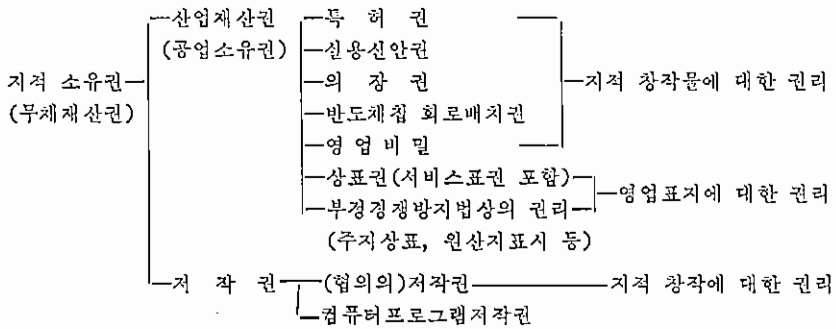 산업재산권 특 허 권
(공업소유권) 실용신안권
지적 소유권 의 장 권 지적 창작물에 대한 권리
(무체재산권) 반도체칩 회로배치권
영 업 비 밀
상표권(서비스표권 포함)
부정경쟁방지법상의 권리 영업표지에 대한 권리
(주지상표, 원산지표시 등)
저 작 권 (협의의)저작권 지적 창작에 대한 권리
컴퓨터프로그램저작권